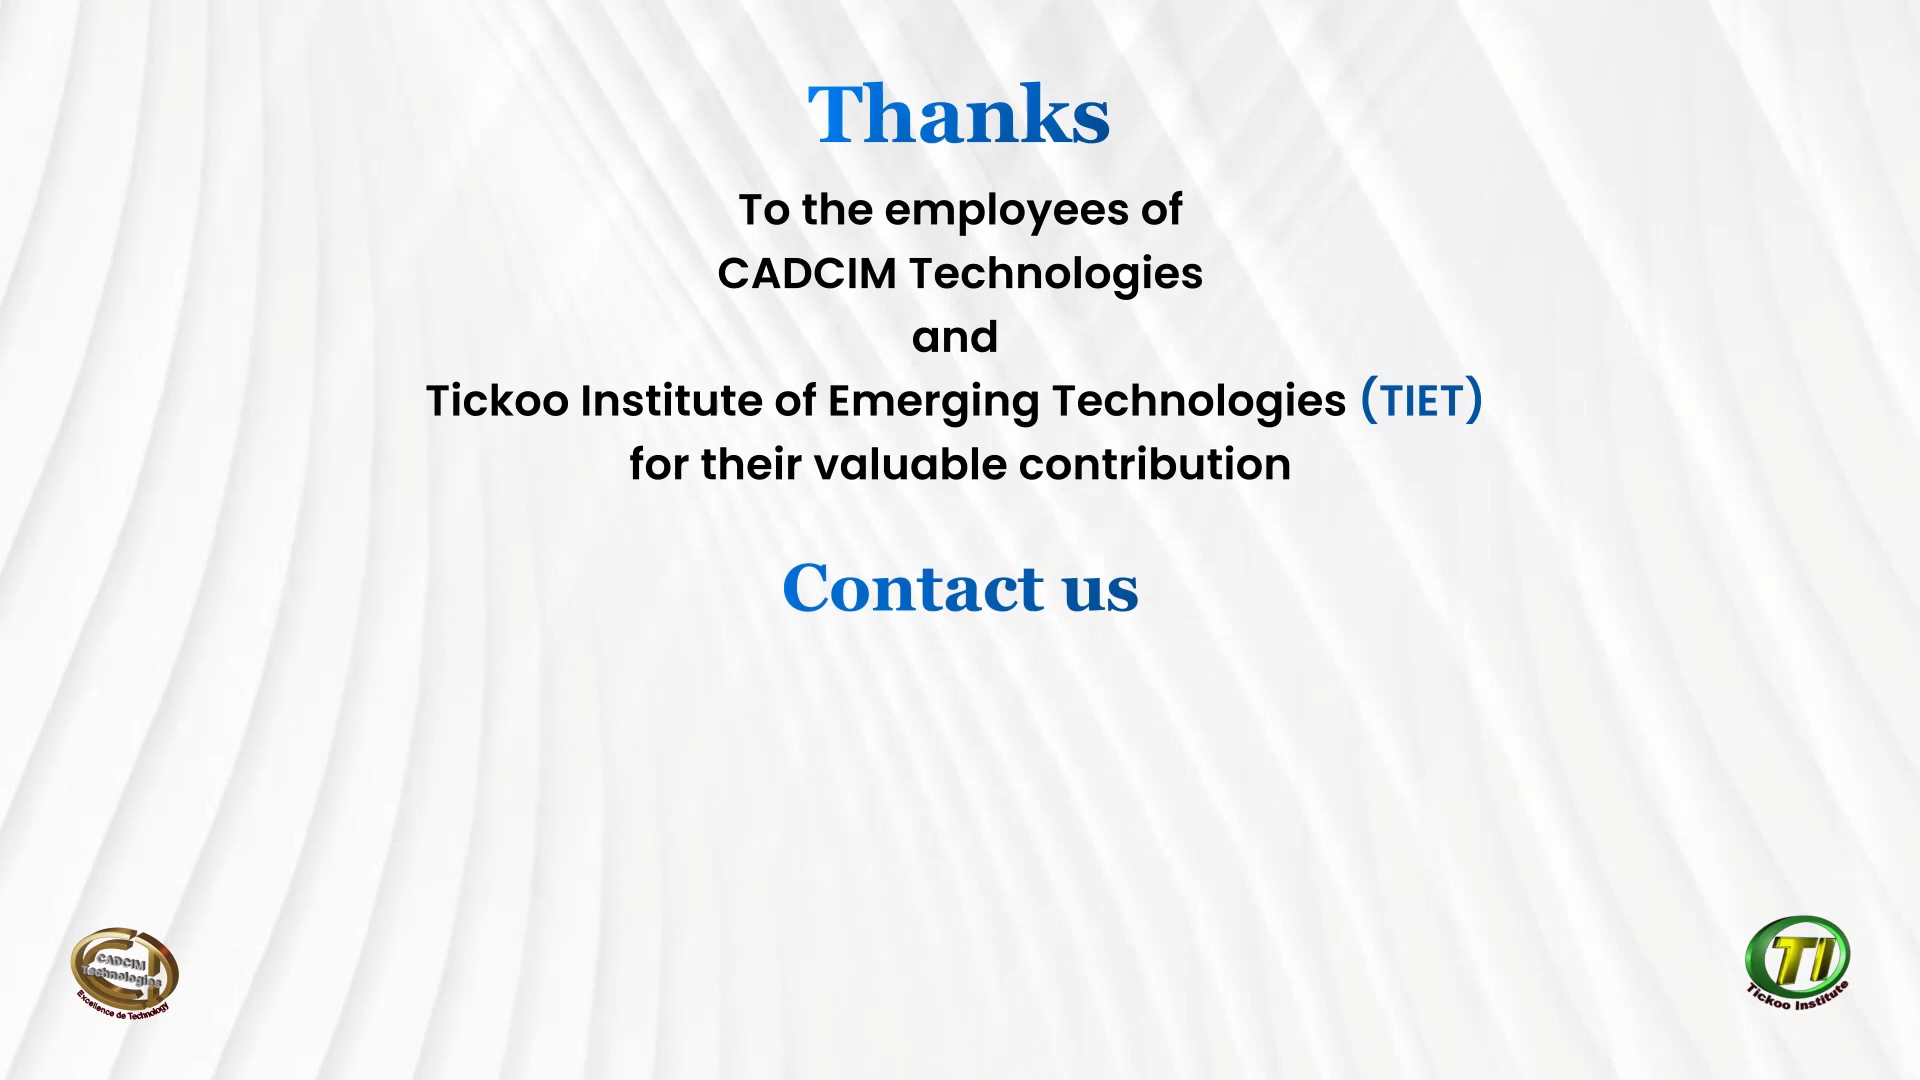 Thanks
To the employees of
CADCIM Technologies
and
Tickoo Institute of Emerging Technologies (TIET)
for their valuable contribution
Contact us
CADCIM
Technologies
Excellence de Technology
TI
Tickoo Institute